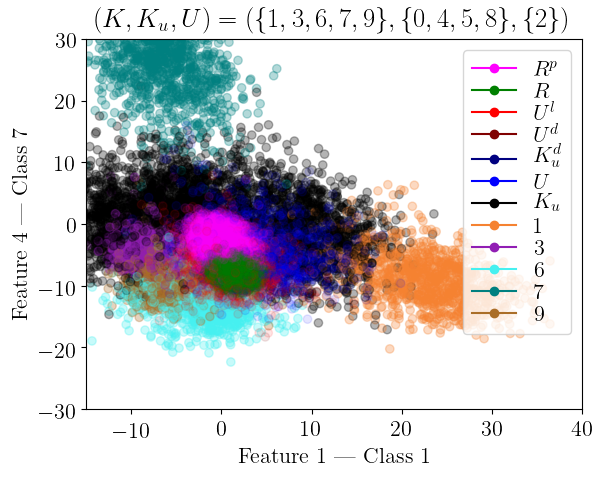 (K, K_u, U) = ({1, 3, 6, 7, 9}, {0, 4, 5, 8}, {2})
30
20
10
0
−10
−20
−30
Feature 4 — Class 7
R^p
R
U^l
U^d
K_u^d
U
K_u
1
3
6
7
9
−10 0 10 20 30 40
Feature 1 — Class 1